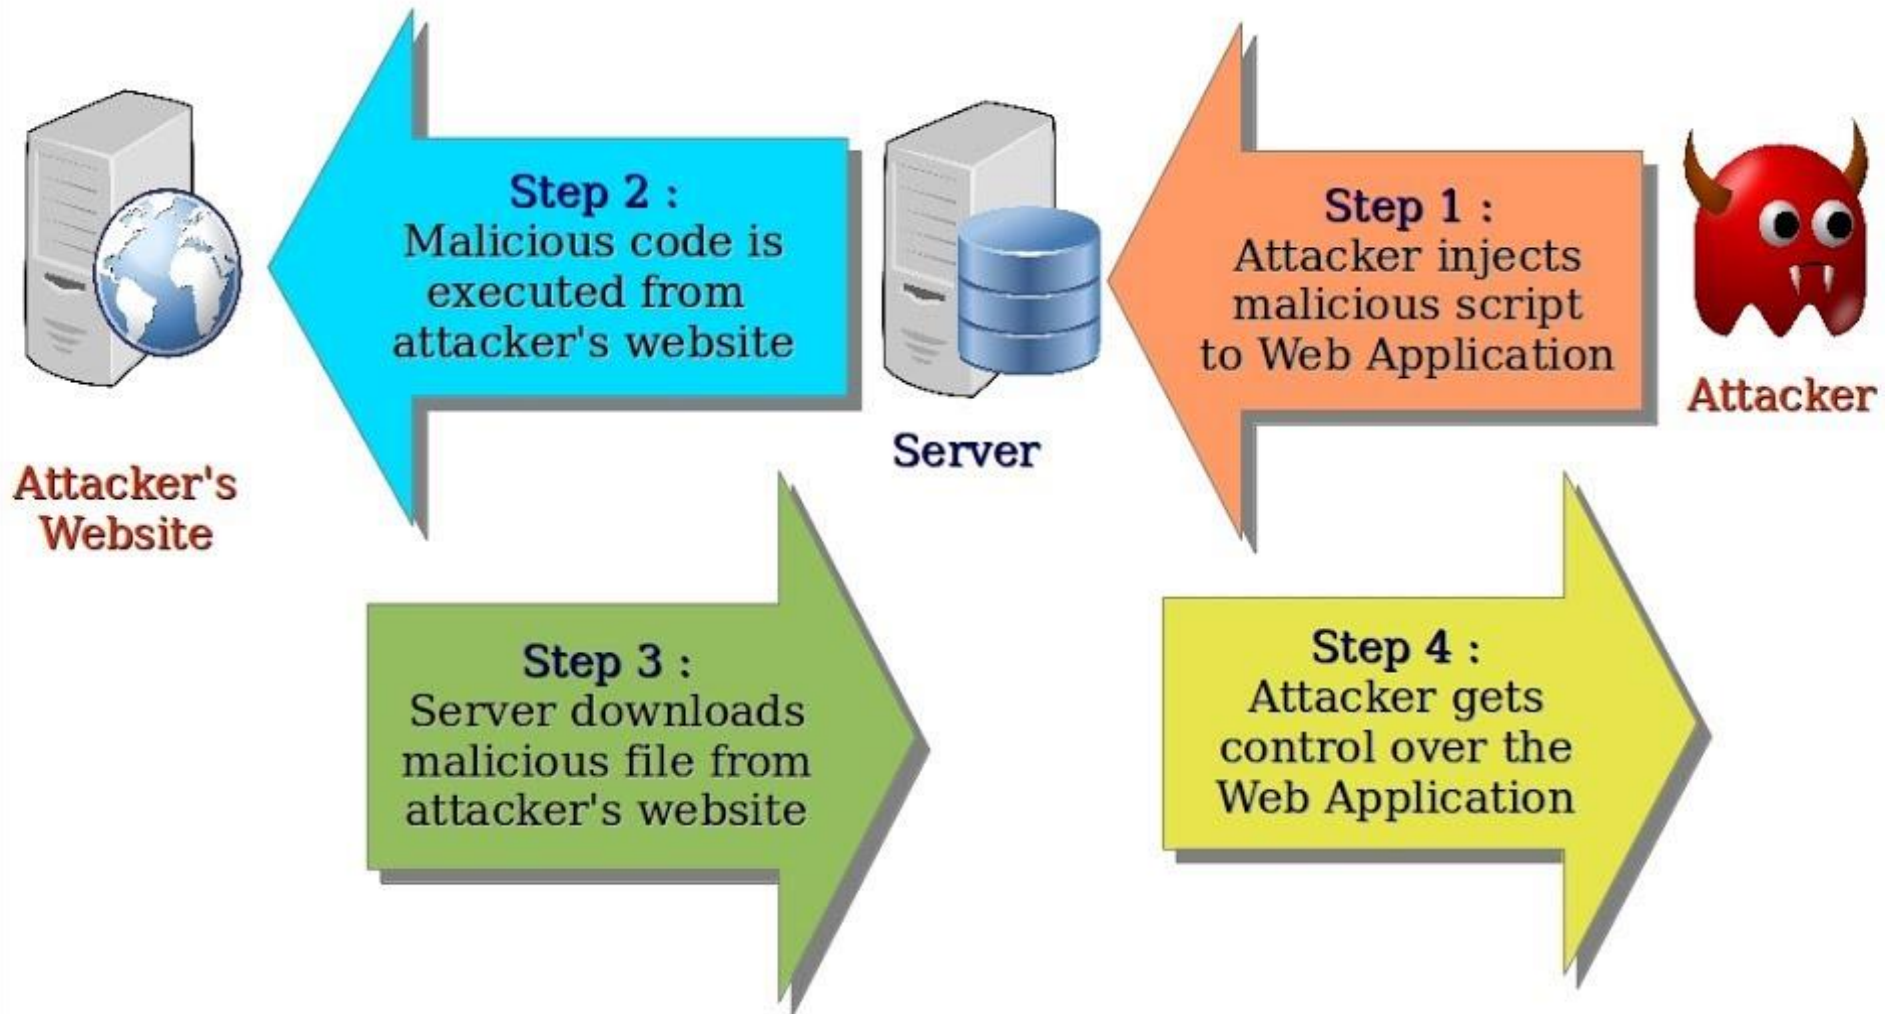 Step 2 :
Malicious code is
executed from
attacker's website
Step 1 :
Attacker injects
malicious script
to Web Application
Attacker
Server
Attacker's
Website
Step 3 :
Server downloads
malicious file from
attacker's website
Step 4 :
Attacker gets
control over the
Web Application